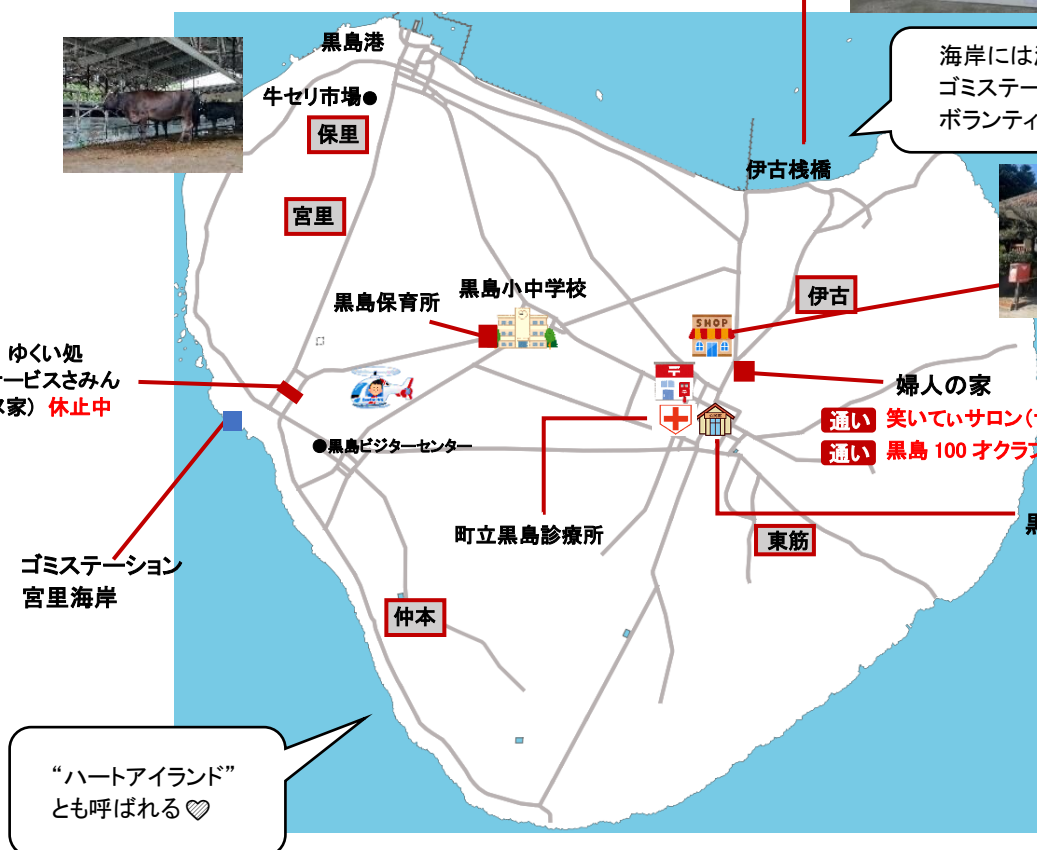 黒島港
牛セリ市場●
保里
宮里
海岸には
ゴミステー
ボランティ
伊古桟橋
伊古
黒島保育所
黒島小中学校
SHOP
〒
ゆくい処
ービスさみん
家) 休止中
●黒島ビジターセンター
婦人の家
通い 笑いてぃサロン(
通い 黒島 100 才クラブ
町立黒島診療所
東筋
ゴミステーション
宮里海岸
仲本
“ハートアイランド”
とも呼ばれる♡